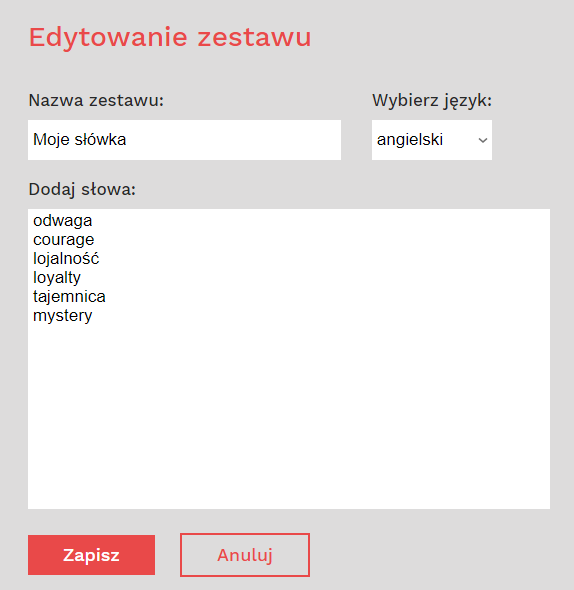 Edytowanie zestawu
Nazwa zestawu:
Wybierz język:
Moje słówka
angielski
Dodaj słowa:
odwaga
courage
lojalność
loyalty
tajemnica
mystery
Zapisz
Anuluj